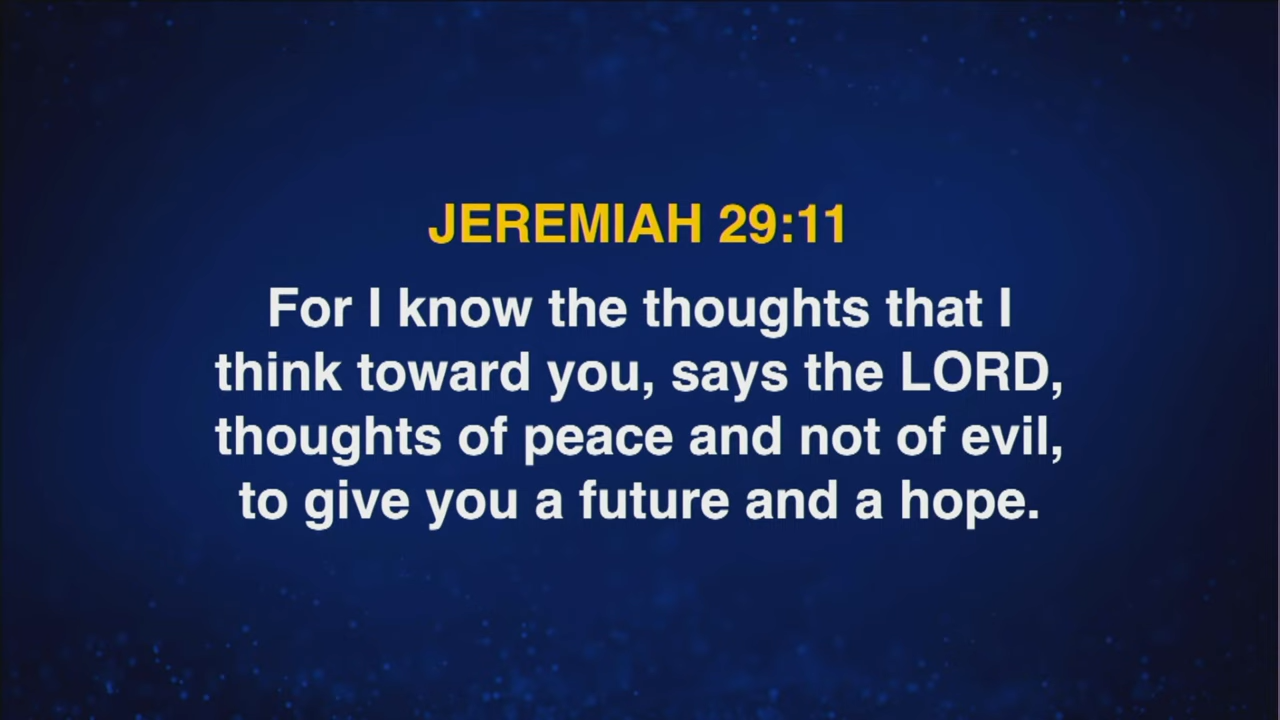 JEREMIAH 29:11
For I know the thoughts that I
think toward you, says the LORD,
thoughts of peace and not of evil,
to give you a future and a hope.